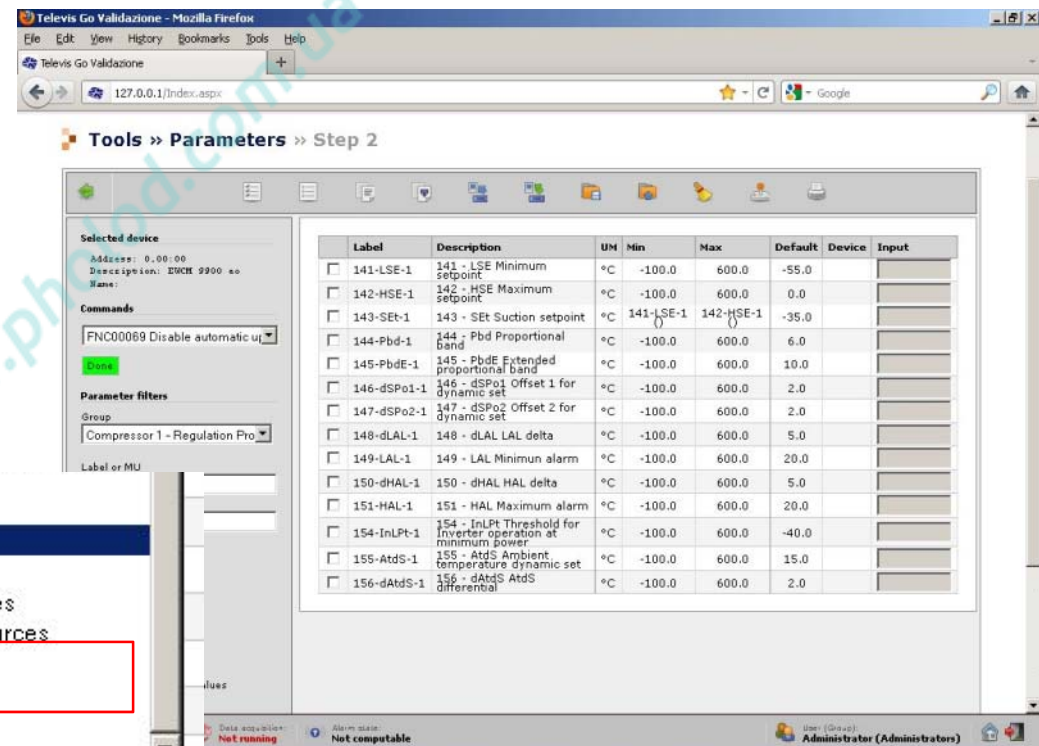 Televis Go Validazione - Mozilla Firefox
File Edit View History Bookmarks Tools Help
Televis Go Validazione
127.0.0.1/Index.aspx
Google
Tools » Parameters » Step 2
Selected device
Address: 0.00:00
Description: EWCM 9900 eo
Name:
Commands
FNC00069 Disable automatic up
Done
Parameter filters
Group
Compressor 1 - Regulation Pro
Label or MU
Label Description UM Min Max Default Device Input
141-LSE-1 141 - LSE Minimum setpoint °C -100.0 600.0 -55.0
142-HSE-1 142 - HSE Maximum setpoint °C -100.0 600.0 0.0
143-SEt-1 143 - SEt Suction setpoint °C 141-LSE-1 () 142-HSE-1 () -35.0
144-Pbd-1 144 - Pbd Proportional band °C -100.0 600.0 6.0
145-PbdE-1 145 - PbdE Extended proportional band °C -100.0 600.0 10.0
146-dSPo1-1 146 - dSPo1 Offset 1 for dynamic set °C -100.0 600.0 2.0
147-dSPo2-1 147 - dSPo2 Offset 2 for dynamic set °C -100.0 600.0 2.0
148-dLAL-1 148 - dLAL LAL delta °C -100.0 600.0 5.0
149-LAL-1 149 - LAL Minimun alarm °C -100.0 600.0 20.0
150-dHAL-1 150 - dHAL HAL delta °C -100.0 600.0 5.0
151-HAL-1 151 - HAL Maximum alarm °C -100.0 600.0 20.0
154-InLPt-1 154 - InLPt Threshold for Inverter operation at minimum power °C -100.0 600.0 -40.0
155-AtdS-1 155 - AtdS Ambient temperature dynamic set °C -100.0 600.0 15.0
156-dAtdS-1 156 - dAtdS AtdS differential °C -100.0 600.0 2.0
Data acquisition:
Not running
Alarm state:
Not computable
User (Group):
Administrator (Administrators)
.pholod.com.ua